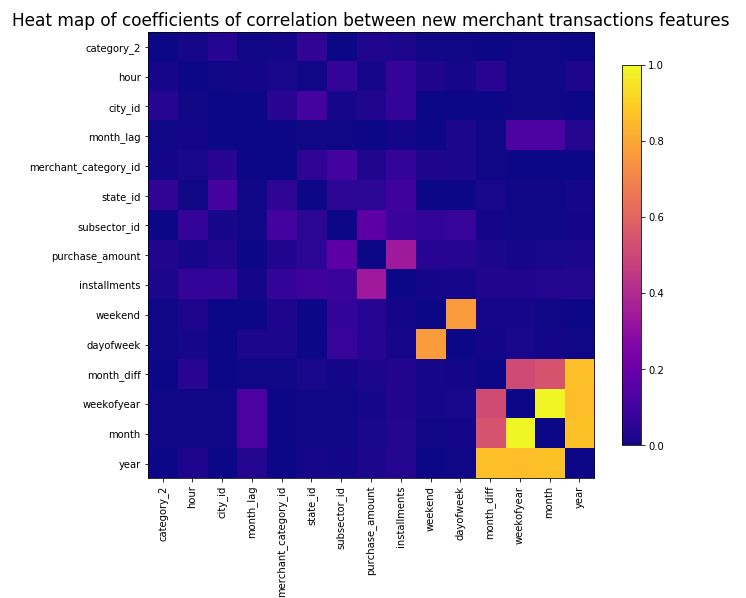 Heat map of coefficients of correlation between new merchant transactions features
category_2
hour
city_id
month_lag
merchant_category_id
state_id
subsector_id
purchase_amount
installments
weekend
dayofweek
month_diff
weekofyear
month
year
category_2
hour
city_id
month_lag
merchant_category_id
state_id
subsector_id
purchase_amount
installments
weekend
dayofweek
month_diff
weekofyear
month
year
1.0
0.8
0.6
0.4
0.2
0.0